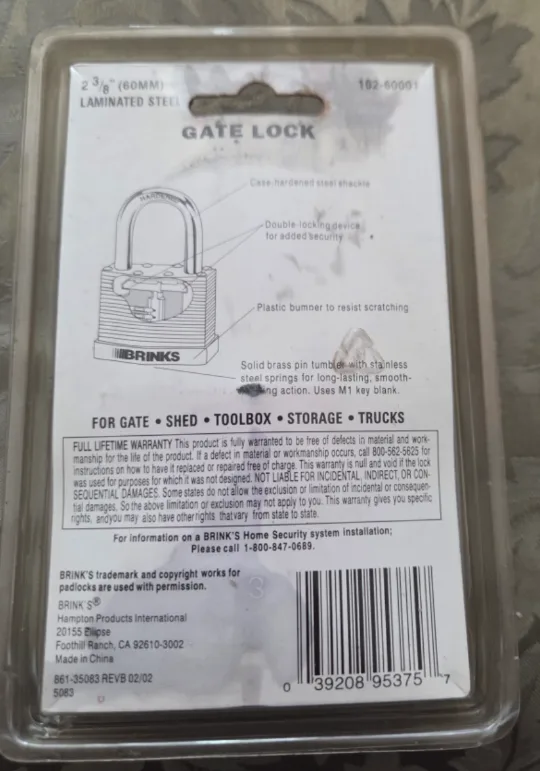 2 3/8" (60MM)
LAMINATED STEEL
162-60001
GATE LOCK
HARDENED
Case-hardened steel shackle
Double-locking device
for added security
Plastic bumner to resist scratching
BRINKS
Solid brass pin tumbler with stainless
steel springs for long-lasting, smooth-
ing action. Uses M1 key blank.
FOR GATE • SHED • TOOLBOX • STORAGE • TRUCKS
FULL LIFETIME WARRANTY This product is fully warranted to be free of defects in material and work-
manship for the life of the product. If a defect in material or workmanship occurs, call 800-562-5625 for
instructions on how to have it replaced or repaired free of charge. This warranty is null and void if the lock
was used for purposes for which it was not designed. NOT LIABLE FOR INCIDENTAL, INDIRECT, OR CON-
SEQUENTIAL DAMAGES. Some states do not allow the exclusion or limitation of incidental or consequen-
tial damages. So the above limitation or exclusion may not apply to you. This warranty gives you specific
rights, andyou may also have other rights that vary from state to state.
For information on a BRINK'S Home Security system installation;
Please call 1-800-847-0689.
BRINK'S trademark and copyright works for
padlocks are used with permission.
BRINK'S®
Hampton Products International
20155 Ellipse
Foothill Ranch, CA 92610-3002
Made in China
861-35063 REVB 02/02
5063
3
0 39208 95375 7